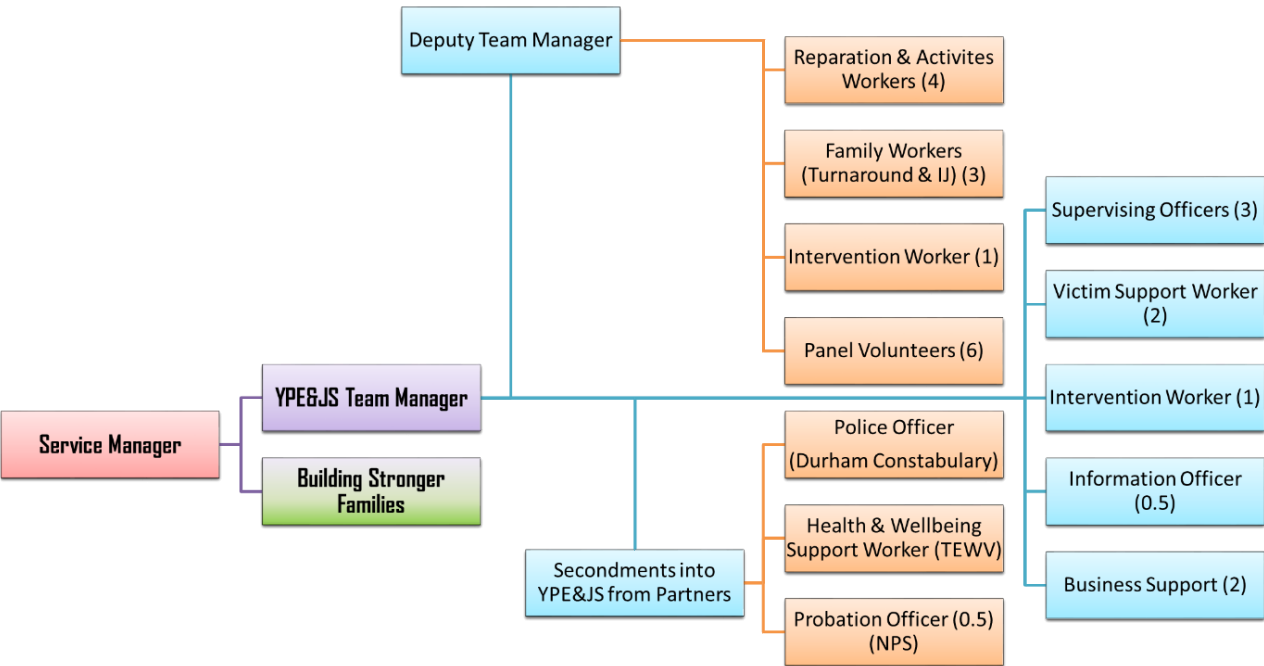 Deputy Team Manager
Reparation & Activites
Workers (4)
Family Workers
(Turnaround & IJ) (3)
Supervising Officers (3)
Intervention Worker (1)
Victim Support Worker
(2)
Panel Volunteers (6)
YPE&JS Team Manager
Intervention Worker (1)
Service Manager
Police Officer
(Durham Constabulary)
Building Stronger
Families
Information Officer
(0.5)
Health & Wellbeing
Support Worker (TEWV)
Secondments into
YPE&JS from Partners
Business Support (2)
Probation Officer (0.5)
(NPS)